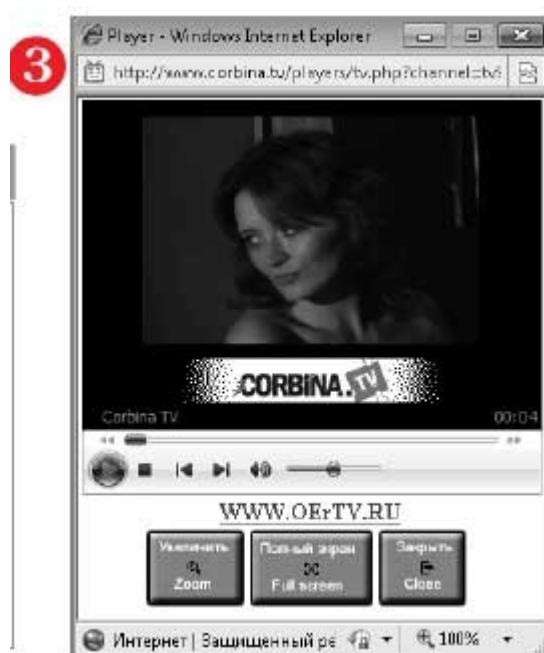 3
Player - Windows Internet Explorer
http://www.corbina.tv/players/tv.php?channel=tv
CORBINA.TV
Corbina TV 00:04
WWW.OErTV.RU
Увеличить Полный экран Закрыть
Zoom Full screen Close
Интернет | Защищенный ре 100%